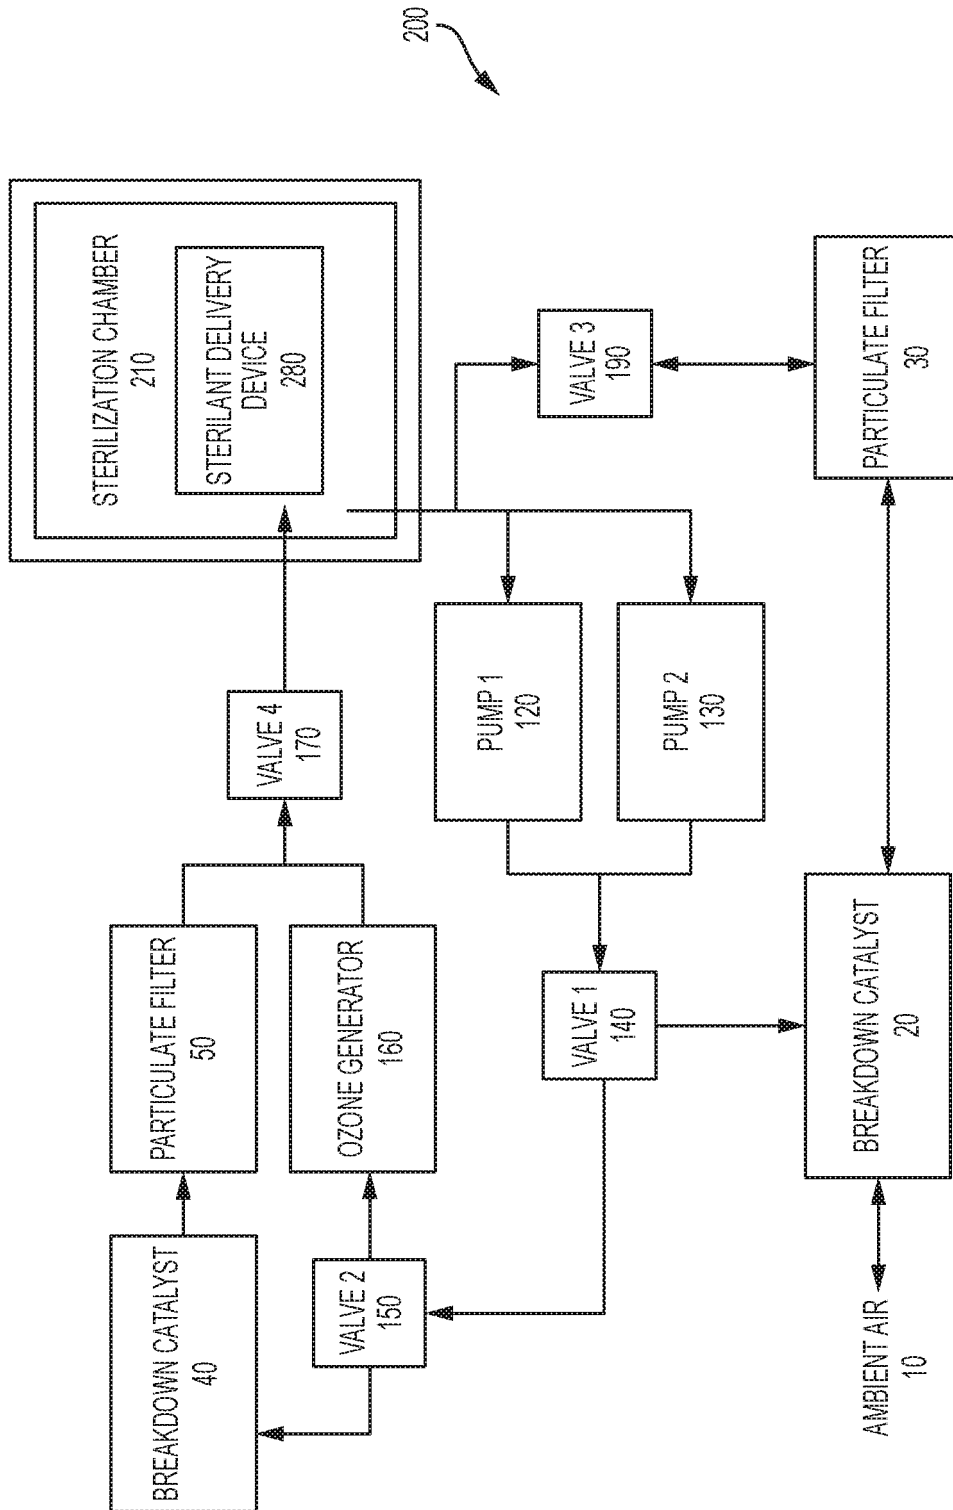 200
STERILIZATION CHAMBER
210
STERILANT DELIVERY
DEVICE
280
VALVE 3
190
PARTICULATE FILTER
30
VALVE 4
170
PUMP 1
120
PUMP 2
130
PARTICULATE FILTER
50
OZONE GENERATOR
160
VALVE 1
140
BREAKDOWN CATALYST
20
BREAKDOWN CATALYST
40
VALVE 2
150
AMBIENT AIR
10